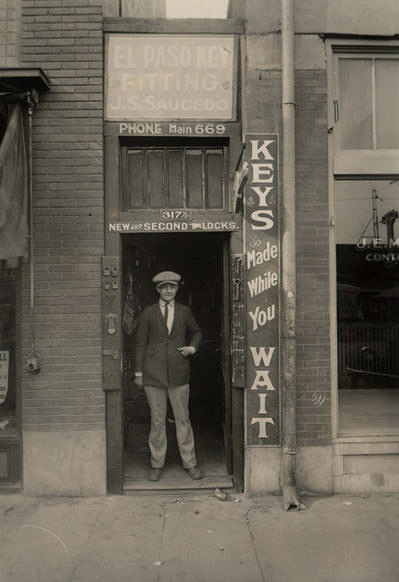 EL PASO KEY
FITTING
J.S. SAUCEDO
PHONE Main 669
317½
NEW AND SECOND LOCKS.
KEYS
Made
While
You
WAIT
J.E.M
CONT